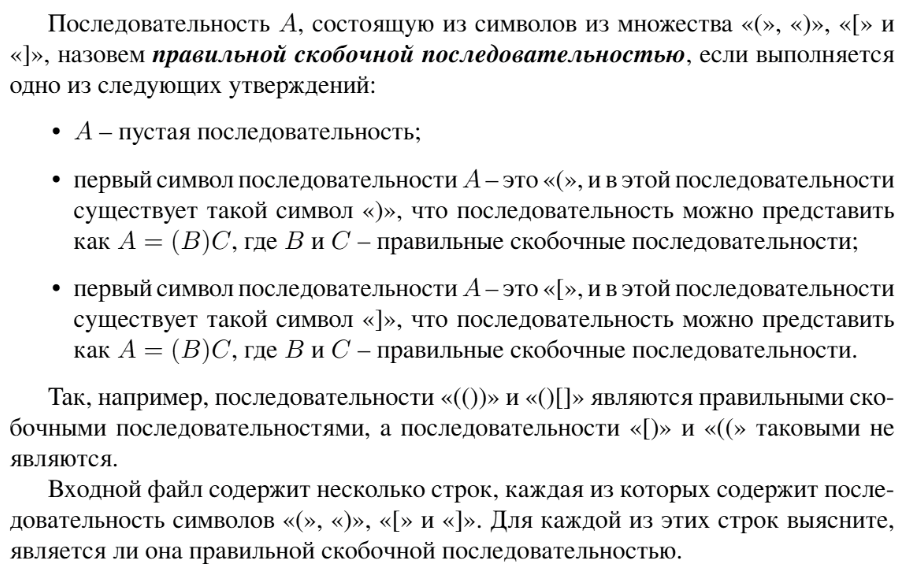 Последовательность A, состоящую из символов из множества «(», «)», «[» и
«]», назовем правильной скобочной последовательностью, если выполняется
одно из следующих утверждений:
• A – пустая последовательность;
• первый символ последовательности A – это «(», и в этой последовательности
существует такой символ «)», что последовательность можно представить
как A = (B)C, где B и C – правильные скобочные последовательности;
• первый символ последовательности A – это «[», и в этой последовательности
существует такой символ «]», что последовательность можно представить
как A = (B)C, где B и C – правильные скобочные последовательности.
Так, например, последовательности «(())» и «()[]» являются правильными ско-
бочными последовательностями, а последовательности «[)» и «((» таковыми не
являются.
Входной файл содержит несколько строк, каждая из которых содержит после-
довательность символов «(», «)», «[» и «]». Для каждой из этих строк выясните,
является ли она правильной скобочной последовательностью.